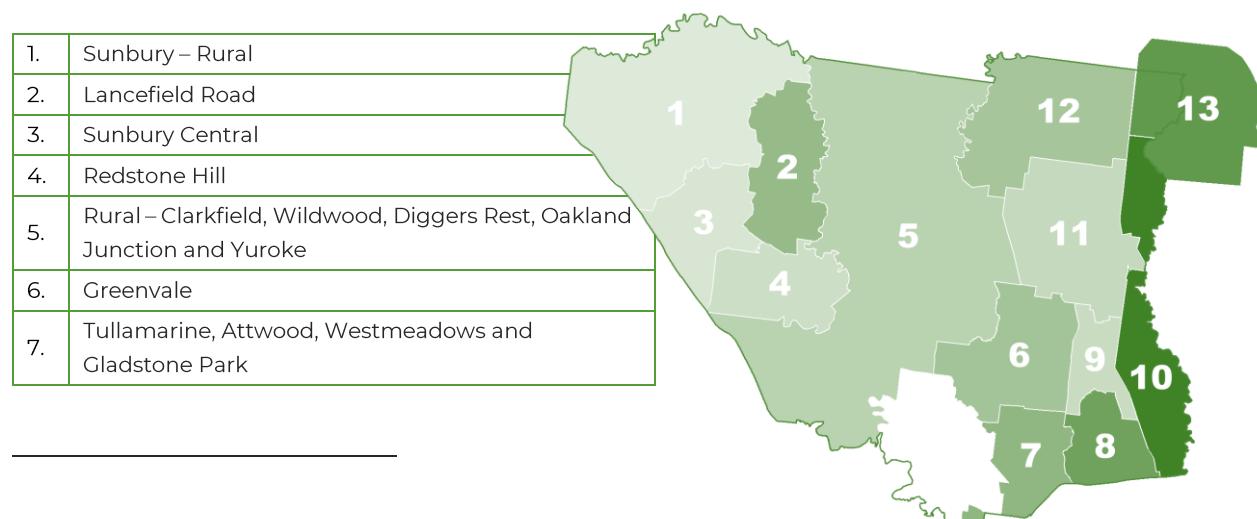 1. Sunbury – Rural
2. Lancefield Road
3. Sunbury Central
4. Redstone Hill
5. Rural – Clarkfield, Wildwood, Diggers Rest, Oakland
Junction and Yuroke
6. Greenvale
7. Tullamarine, Attwood, Westmeadows and
Gladstone Park
1
2
3
4
5
6
7
8
9
10
11
12
13